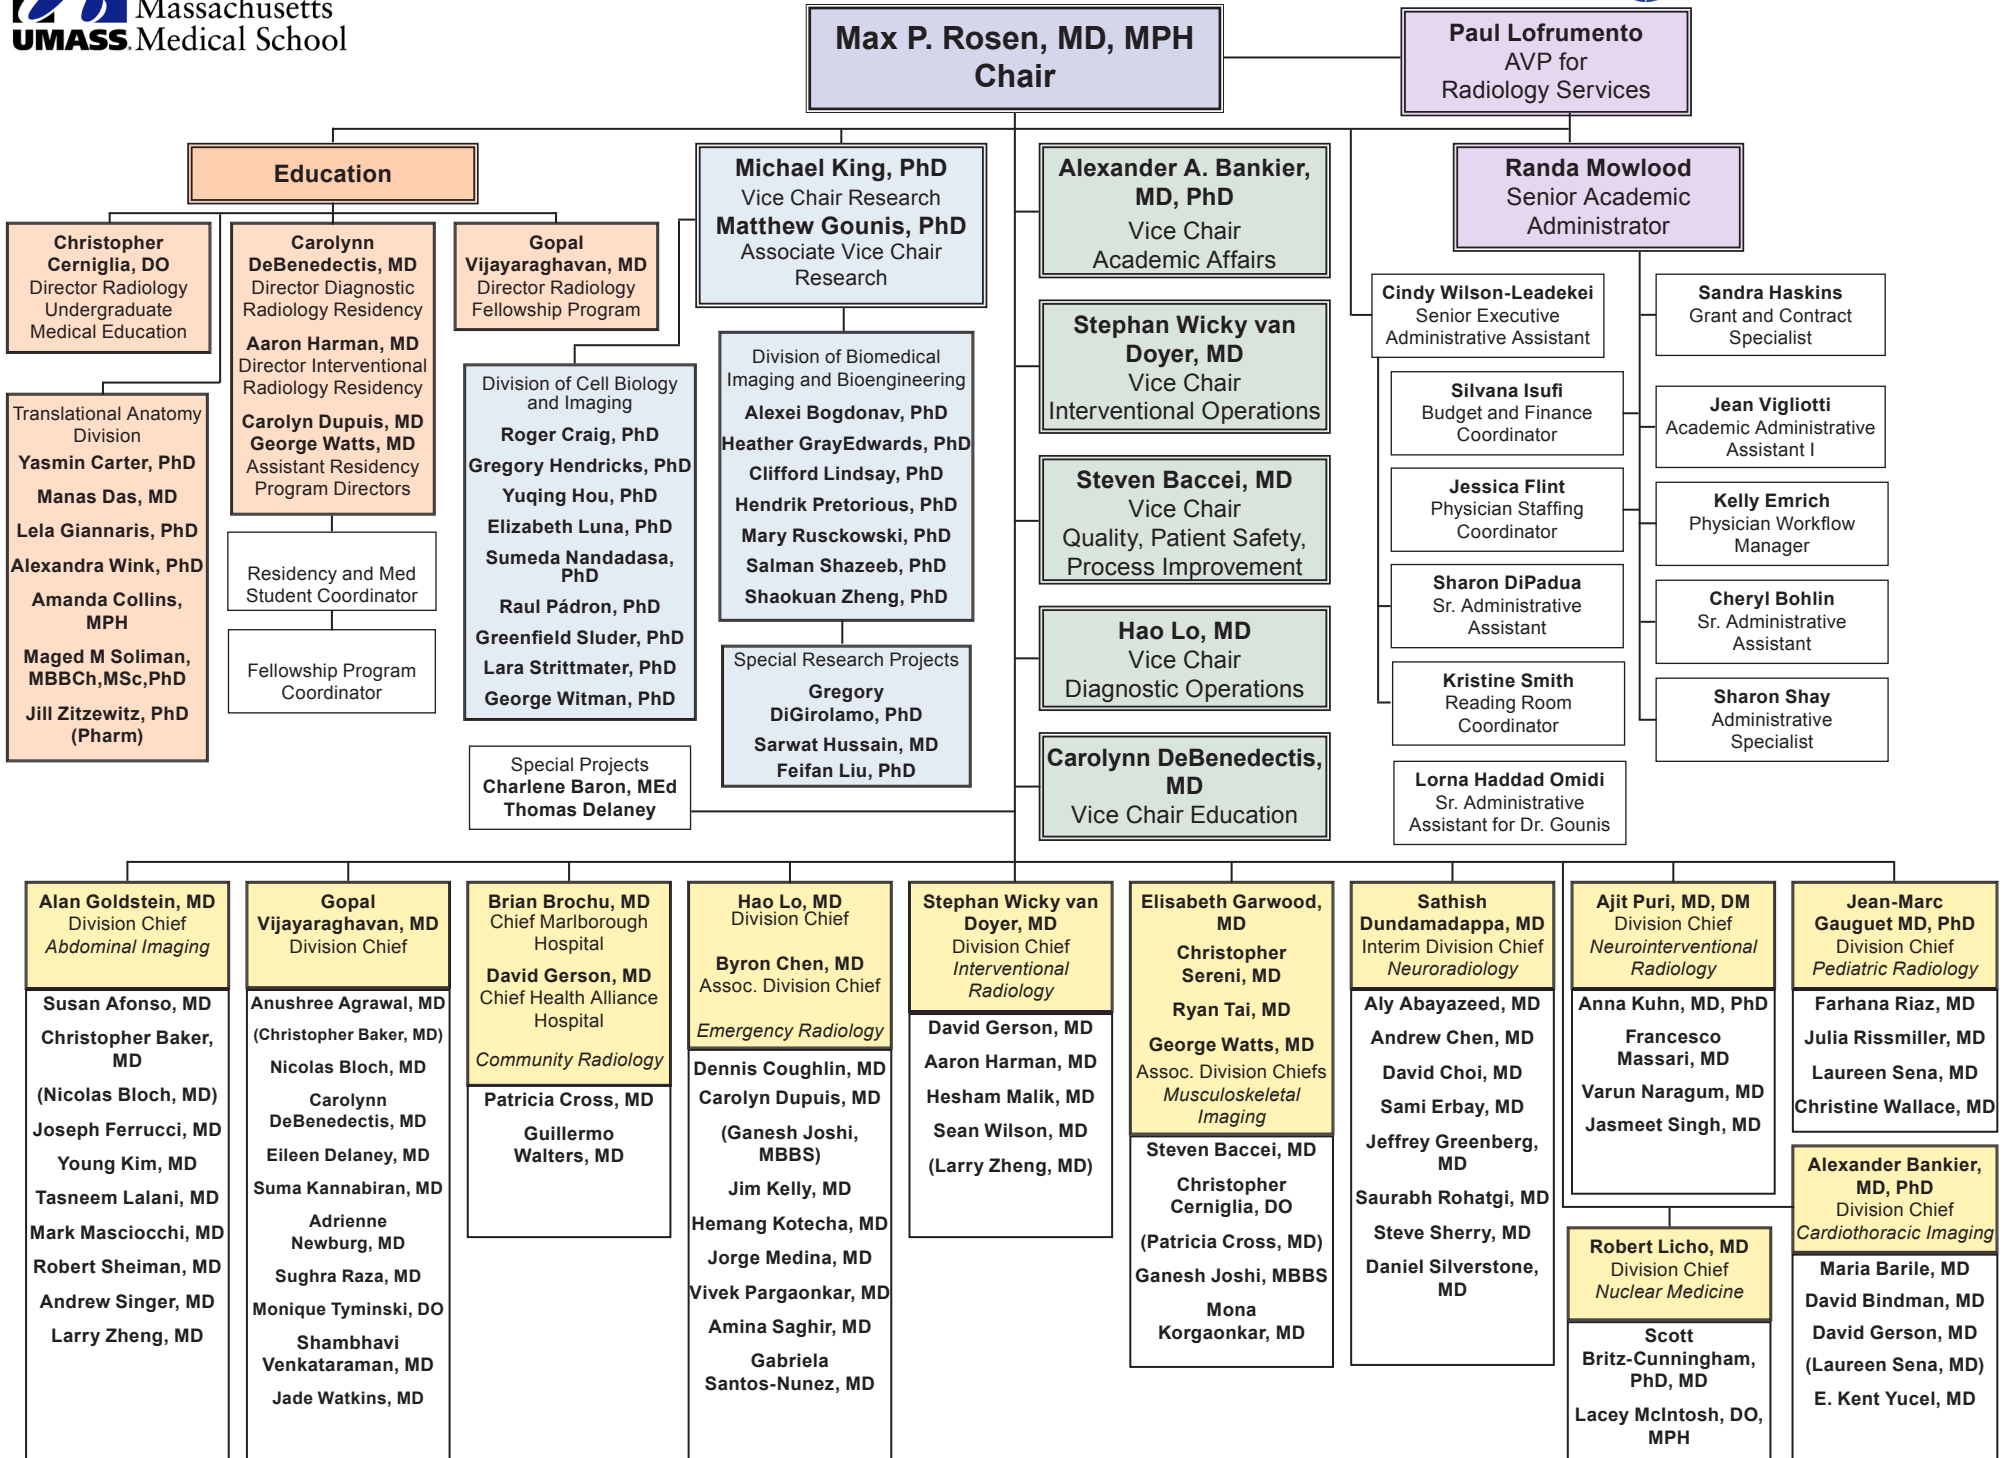 Massachusetts
UMASS. Medical School
Max P. Rosen, MD, MPH
Chair
Paul Lofrumento
AVP for
Radiology Services
Education
Michael King, PhD
Vice Chair Research
Matthew Gounis, PhD
Associate Vice Chair
Research
Alexander A. Bankier,
MD, PhD
Vice Chair
Academic Affairs
Randa Mowlood
Senior Academic
Administrator
Christopher
Cerniglia, DO
Director Radiology
Undergraduate
Medical Education
Carolynn
DeBenedectis, MD
Director Diagnostic
Radiology Residency
Aaron Harman, MD
Director Interventional
Radiology Residency
Carolyn Dupuis, MD
George Watts, MD
Assistant Residency
Program Directors
Gopal
Vijayaraghavan, MD
Director Radiology
Fellowship Program
Translational Anatomy
Division
Yasmin Carter, PhD
Manas Das, MD
Lela Giannaris, PhD
Alexandra Wink, PhD
Amanda Collins,
MPH
Maged M Soliman,
MBBCh,MSc,PhD
Jill Zitzewitz, PhD
(Pharm)
Residency and Med
Student Coordinator
Fellowship Program
Coordinator
Division of Cell Biology
and Imaging
Roger Craig, PhD
Gregory Hendricks, PhD
Yuqing Hou, PhD
Elizabeth Luna, PhD
Sumeda Nandadasa,
PhD
Raul Pádron, PhD
Greenfield Sluder, PhD
Lara Strittmater, PhD
George Witman, PhD
Division of Biomedical
Imaging and Bioengineering
Alexei Bogdonav, PhD
Heather GrayEdwards, PhD
Clifford Lindsay, PhD
Hendrik Pretorious, PhD
Mary Rusckowski, PhD
Salman Shazeeb, PhD
Shaokuan Zheng, PhD
Special Research Projects
Gregory
DiGirolamo, PhD
Sarwat Hussain, MD
Feifan Liu, PhD
Special Projects
Charlene Baron, MEd
Thomas Delaney
Stephan Wicky van
Doyer, MD
Vice Chair
Interventional Operations
Steven Baccei, MD
Vice Chair
Quality, Patient Safety,
Process Improvement
Hao Lo, MD
Vice Chair
Diagnostic Operations
Carolynn DeBenedectis,
MD
Vice Chair Education
Cindy Wilson-Leadekei
Senior Executive
Administrative Assistant
Silvana Isufi
Budget and Finance
Coordinator
Jessica Flint
Physician Staffing
Coordinator
Sharon DiPadua
Sr. Administrative
Assistant
Kristine Smith
Reading Room
Coordinator
Lorna Haddad Omidi
Sr. Administrative
Assistant for Dr. Gounis
Sandra Haskins
Grant and Contract
Specialist
Jean Vigliotti
Academic Administrative
Assistant I
Kelly Emrich
Physician Workflow
Manager
Cheryl Bohlin
Sr. Administrative
Assistant
Sharon Shay
Administrative
Specialist
Alan Goldstein, MD
Division Chief
Abdominal Imaging
Susan Afonso, MD
Christopher Baker,
MD
(Nicolas Bloch, MD)
Joseph Ferrucci, MD
Young Kim, MD
Tasneem Lalani, MD
Mark Masciocchi, MD
Robert Sheiman, MD
Andrew Singer, MD
Larry Zheng, MD
Gopal
Vijayaraghavan, MD
Division Chief
Anushree Agrawal, MD
(Christopher Baker, MD)
Nicolas Bloch, MD
Carolynn
DeBenedectis, MD
Eileen Delaney, MD
Suma Kannabiran, MD
Adrienne
Newburg, MD
Sughra Raza, MD
Monique Tyminski, DO
Shambhavi
Venkataraman, MD
Jade Watkins, MD
Brian Brochu, MD
Chief Marlborough
Hospital
David Gerson, MD
Chief Health Alliance
Hospital
Community Radiology
Patricia Cross, MD
Guillermo
Walters, MD
Hao Lo, MD
Division Chief
Byron Chen, MD
Assoc. Division Chief
Emergency Radiology
Dennis Coughlin, MD
Carolyn Dupuis, MD
(Ganesh Joshi,
MBBS)
Jim Kelly, MD
Hemang Kotecha, MD
Jorge Medina, MD
Vivek Pargaonkar, MD
Amina Saghir, MD
Gabriela
Santos-Nunez, MD
Stephan Wicky van
Doyer, MD
Division Chief
Interventional
Radiology
David Gerson, MD
Aaron Harman, MD
Hesham Malik, MD
Sean Wilson, MD
(Larry Zheng, MD)
Elisabeth Garwood,
MD
Christopher
Sereni, MD
Ryan Tai, MD
George Watts, MD
Assoc. Division Chiefs
Musculoskeletal
Imaging
Steven Baccei, MD
Christopher
Cerniglia, DO
(Patricia Cross, MD)
Ganesh Joshi, MBBS
Mona
Korgaonkar, MD
Sathish
Dundamadappa, MD
Interim Division Chief
Neuroradiology
Aly Abayazeed, MD
Andrew Chen, MD
David Choi, MD
Sami Erbay, MD
Jeffrey Greenberg,
MD
Saurabh Rohatgi, MD
Steve Sherry, MD
Daniel Silverstone,
MD
Ajit Puri, MD, DM
Division Chief
Neurointerventional
Radiology
Anna Kuhn, MD, PhD
Francesco
Massari, MD
Varun Naragum, MD
Jasmeet Singh, MD
Robert Licho, MD
Division Chief
Nuclear Medicine
Scott
Britz-Cunningham,
PhD, MD
Lacey McIntosh, DO,
MPH
Jean-Marc
Gauguet MD, PhD
Division Chief
Pediatric Radiology
Farhana Riaz, MD
Julia Rissmiller, MD
Laureen Sena, MD
Christine Wallace, MD
Alexander Bankier,
MD, PhD
Division Chief
Cardiothoracic Imaging
Maria Barile, MD
David Bindman, MD
David Gerson, MD
(Laureen Sena, MD)
E. Kent Yucel, MD